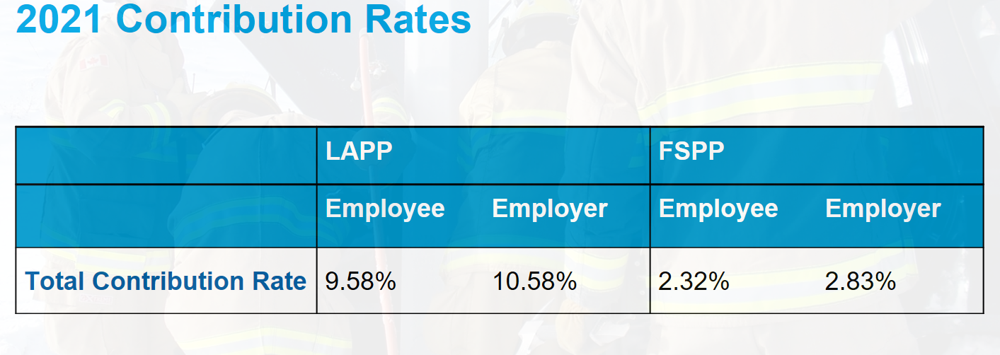 2021 Contribution Rates
LAPP FSPP
Employee Employer Employee Employer
Total Contribution Rate 9.58% 10.58% 2.32% 2.83%